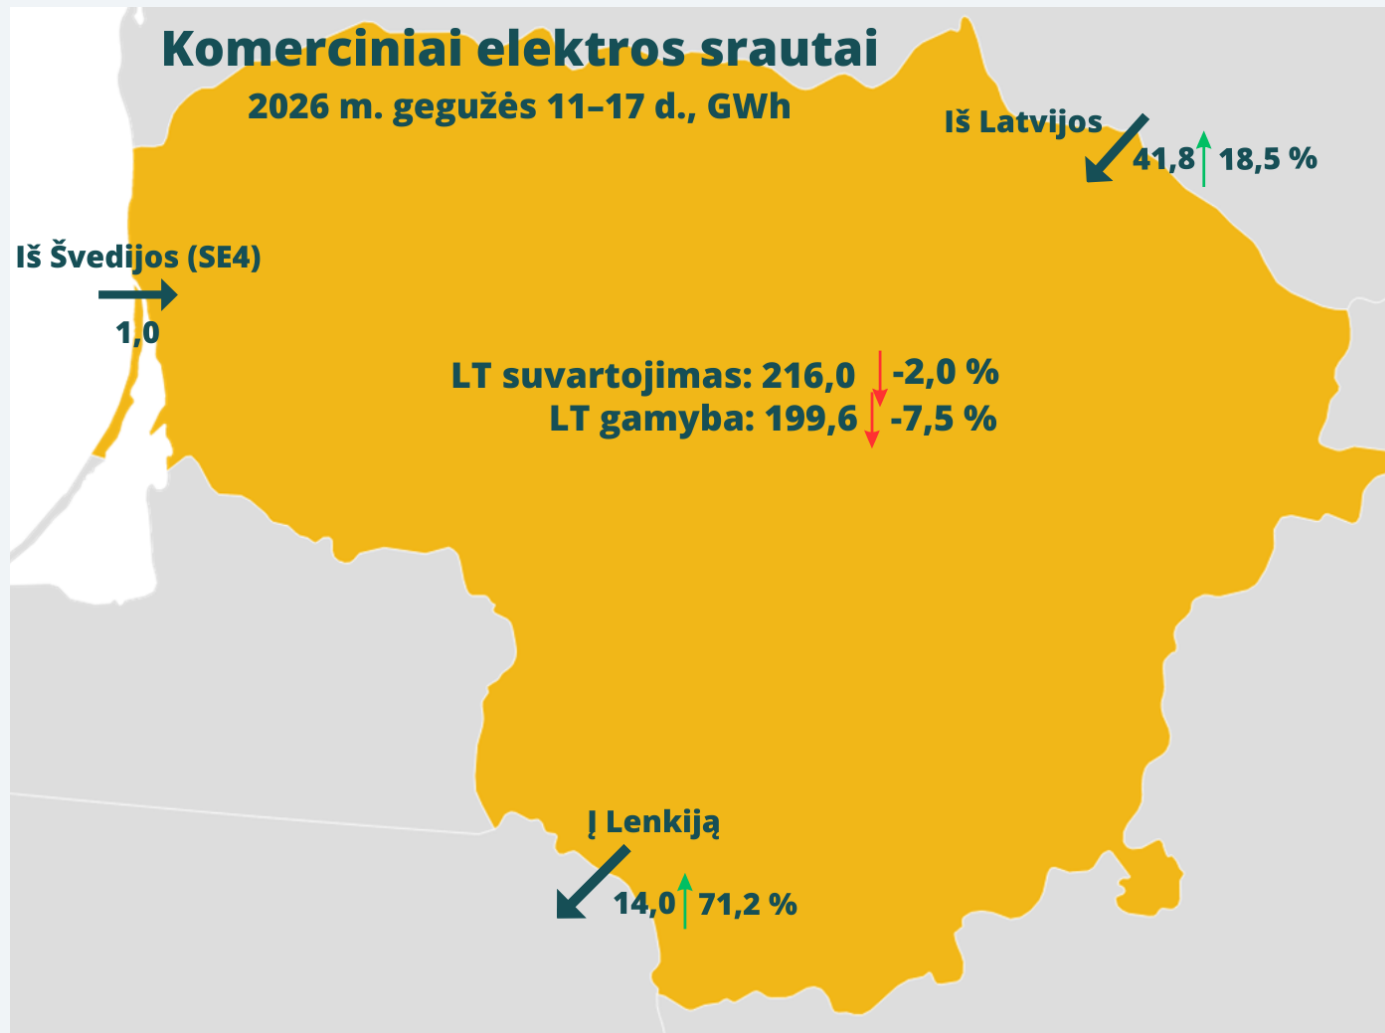 Komerciniai elektros srautai
2026 m. gegužės 11–17 d., GWh
Iš Latvijos
41,8 18,5 %
Iš Švedijos (SE4)
1,0
LT suvartojimas: 216,0 -2,0 %
LT gamyba: 199,6 -7,5 %
Į Lenkiją
14,0 71,2 %